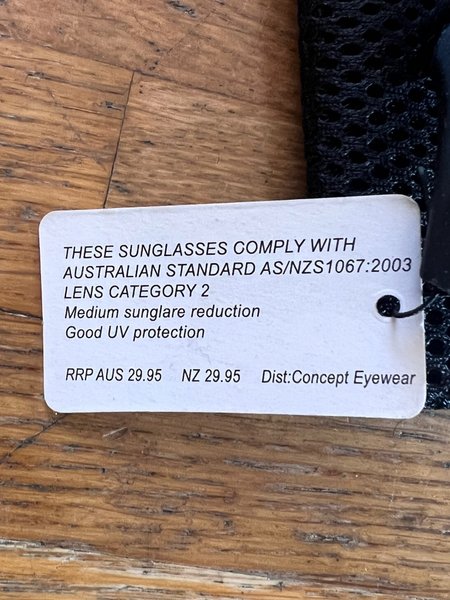 THESE SUNGLASSES COMPLY WITH
AUSTRALIAN STANDARD AS/NZS1067:2003
LENS CATEGORY 2
Medium sunglare reduction
Good UV protection
RRP AUS 29.95 NZ 29.95 Dist:Concept Eyewear